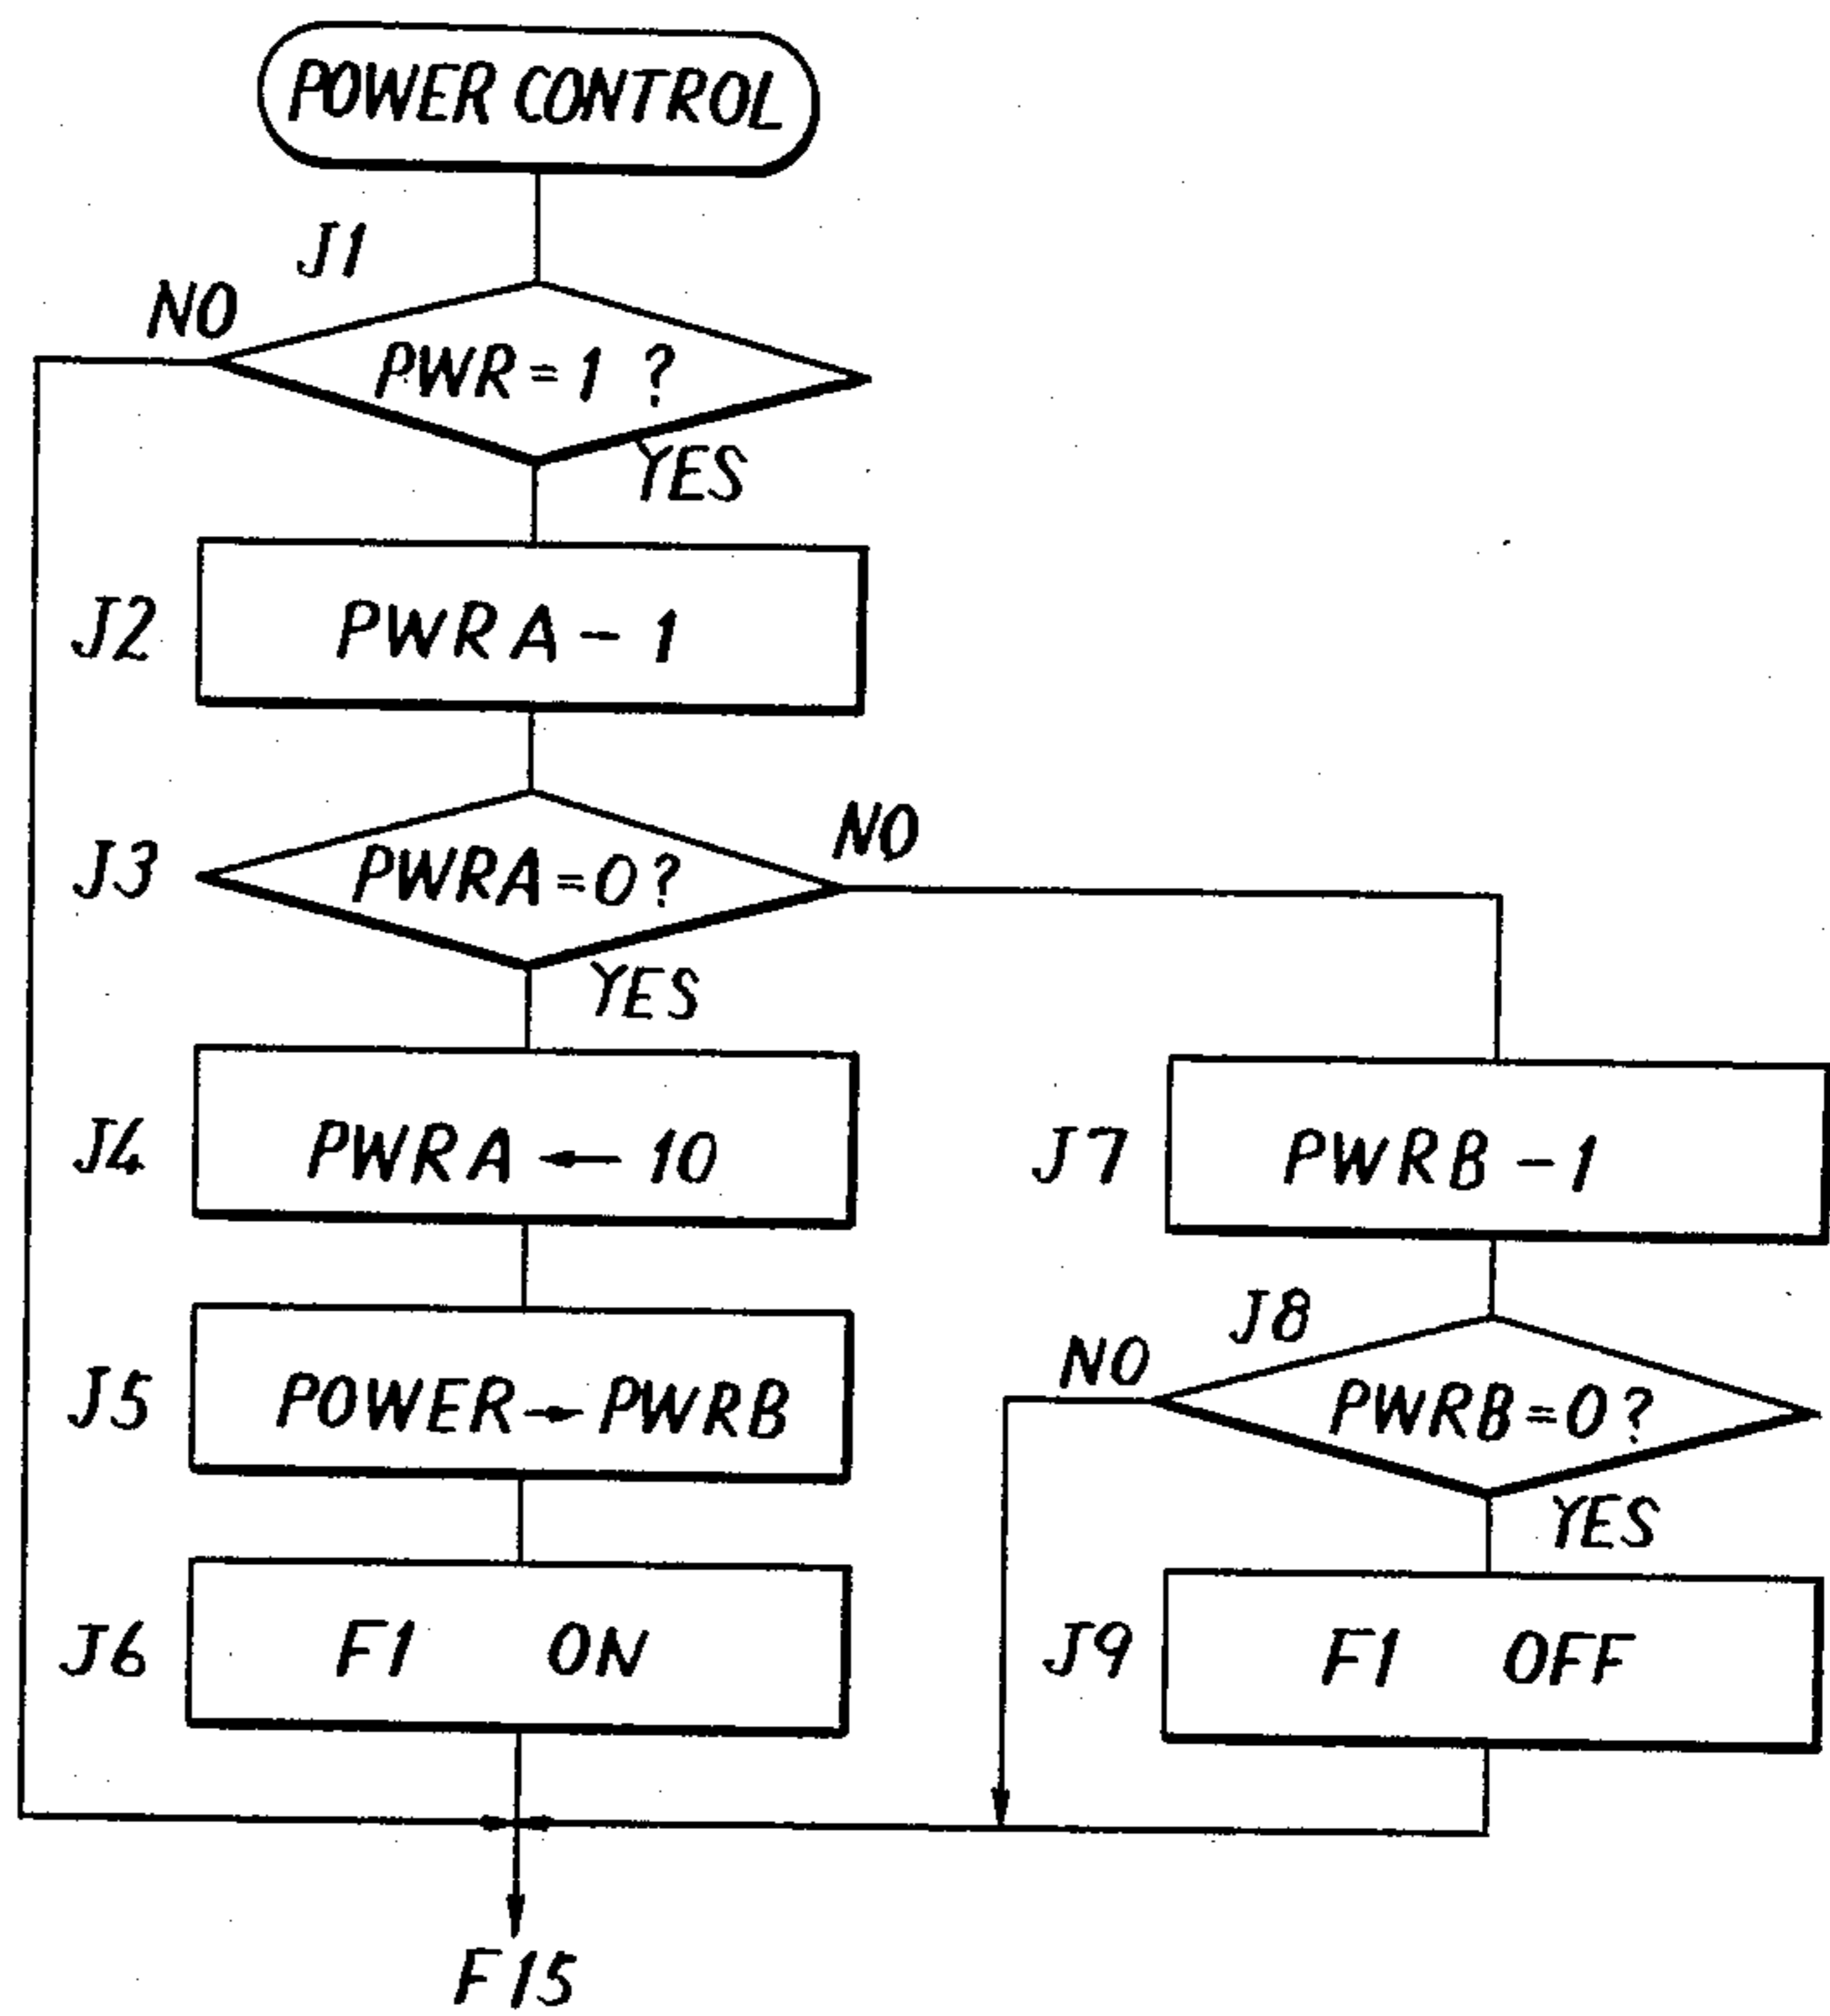 POWER CONTROL
J1
NO
PWR=1 ?
YES
J2
PWRA-1
J3
PWRA=0?
NO
YES
J4
PWRA ← 10
J5
POWER→PWRB
J6
F1 ON
J7
PWRB-1
J8
NO
PWRB=0?
YES
J9
F1 OFF
F15